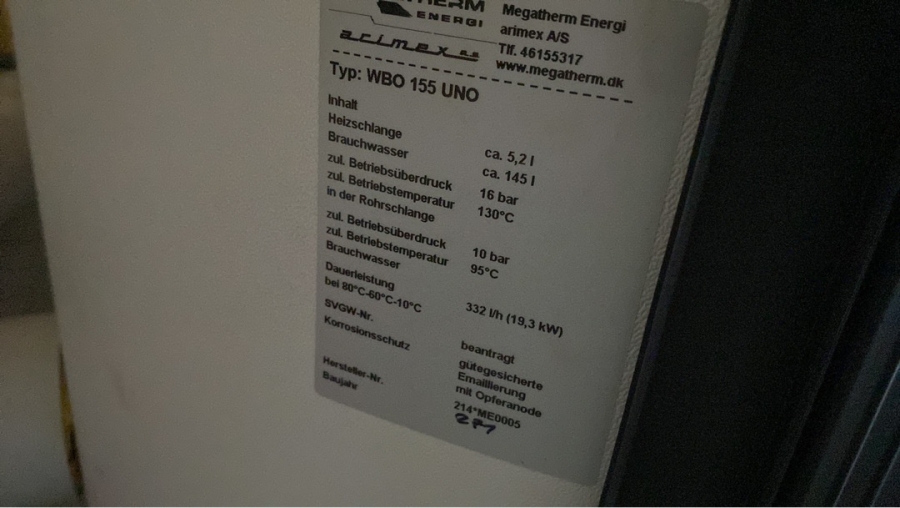 THERM
ENERGI
Megatherm Energi
arimex A/S
Tlf. 46155317
www.megatherm.dk
arimex
Typ: WBO 155 UNO
Inhalt
Heizschlange ca. 5,2 l
Brauchwasser ca. 145 l
zul. Betriebsüberdruck 16 bar
zul. Betriebstemperatur 130°C
in der Rohrschlange
zul. Betriebsüberdruck 10 bar
zul. Betriebstemperatur 95°C
Brauchwasser
Dauerleistung
bei 80°C-60°C-10°C 332 l/h (19,3 kW)
SVGW-Nr. beantragt
Korrosionsschutz gütegesicherte
Emaillierung
mit Opferanode
Hersteller-Nr. 214*ME0005
Baujahr